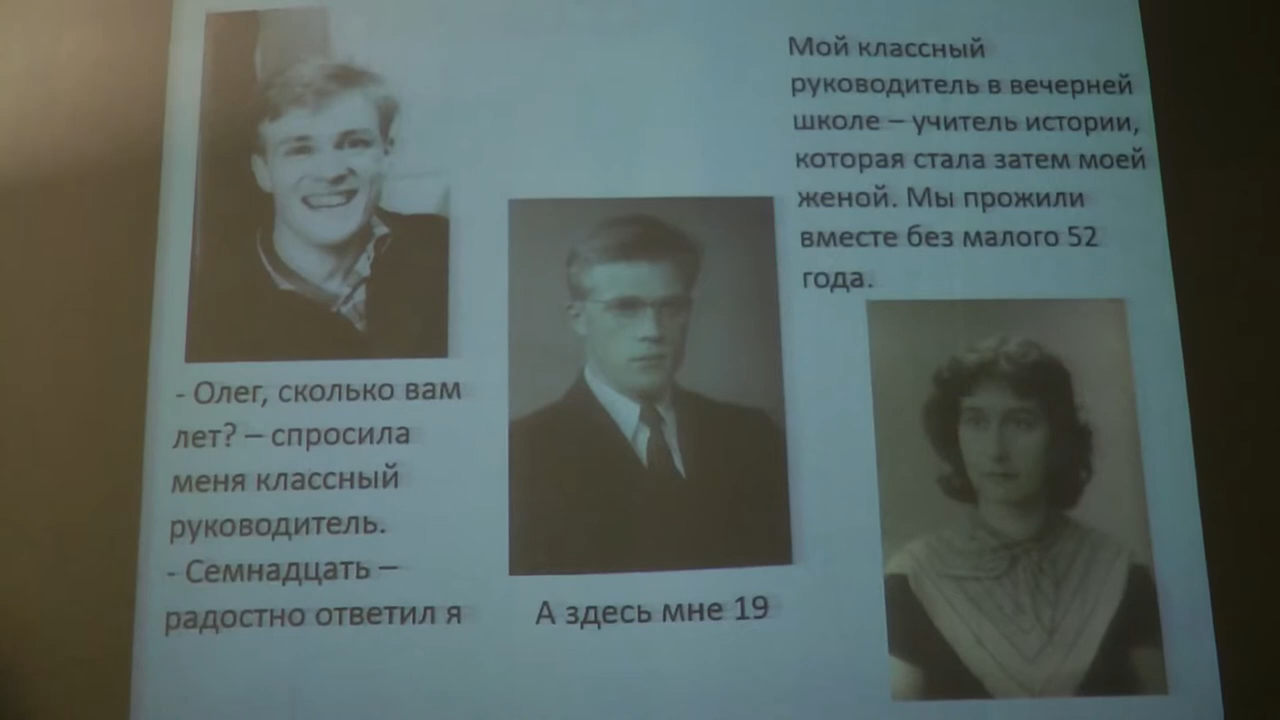 - Олег, сколько вам
лет? – спросила
меня классный
руководитель.
- Семнадцать –
радостно ответил я
А здесь мне 19
Мой классный
руководитель в вечерней
школе – учитель истории,
которая стала затем моей
женой. Мы прожили
вместе без малого 52
года.